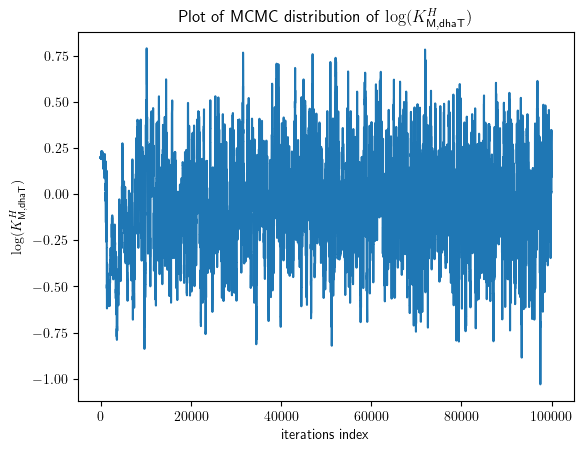 Plot of MCMC distribution of log(K^H_{M,dhaT})
log(K^H_{M,dhaT})
0.75
0.50
0.25
0.00
−0.25
−0.50
−0.75
−1.00
0 20000 40000 60000 80000 100000
iterations index